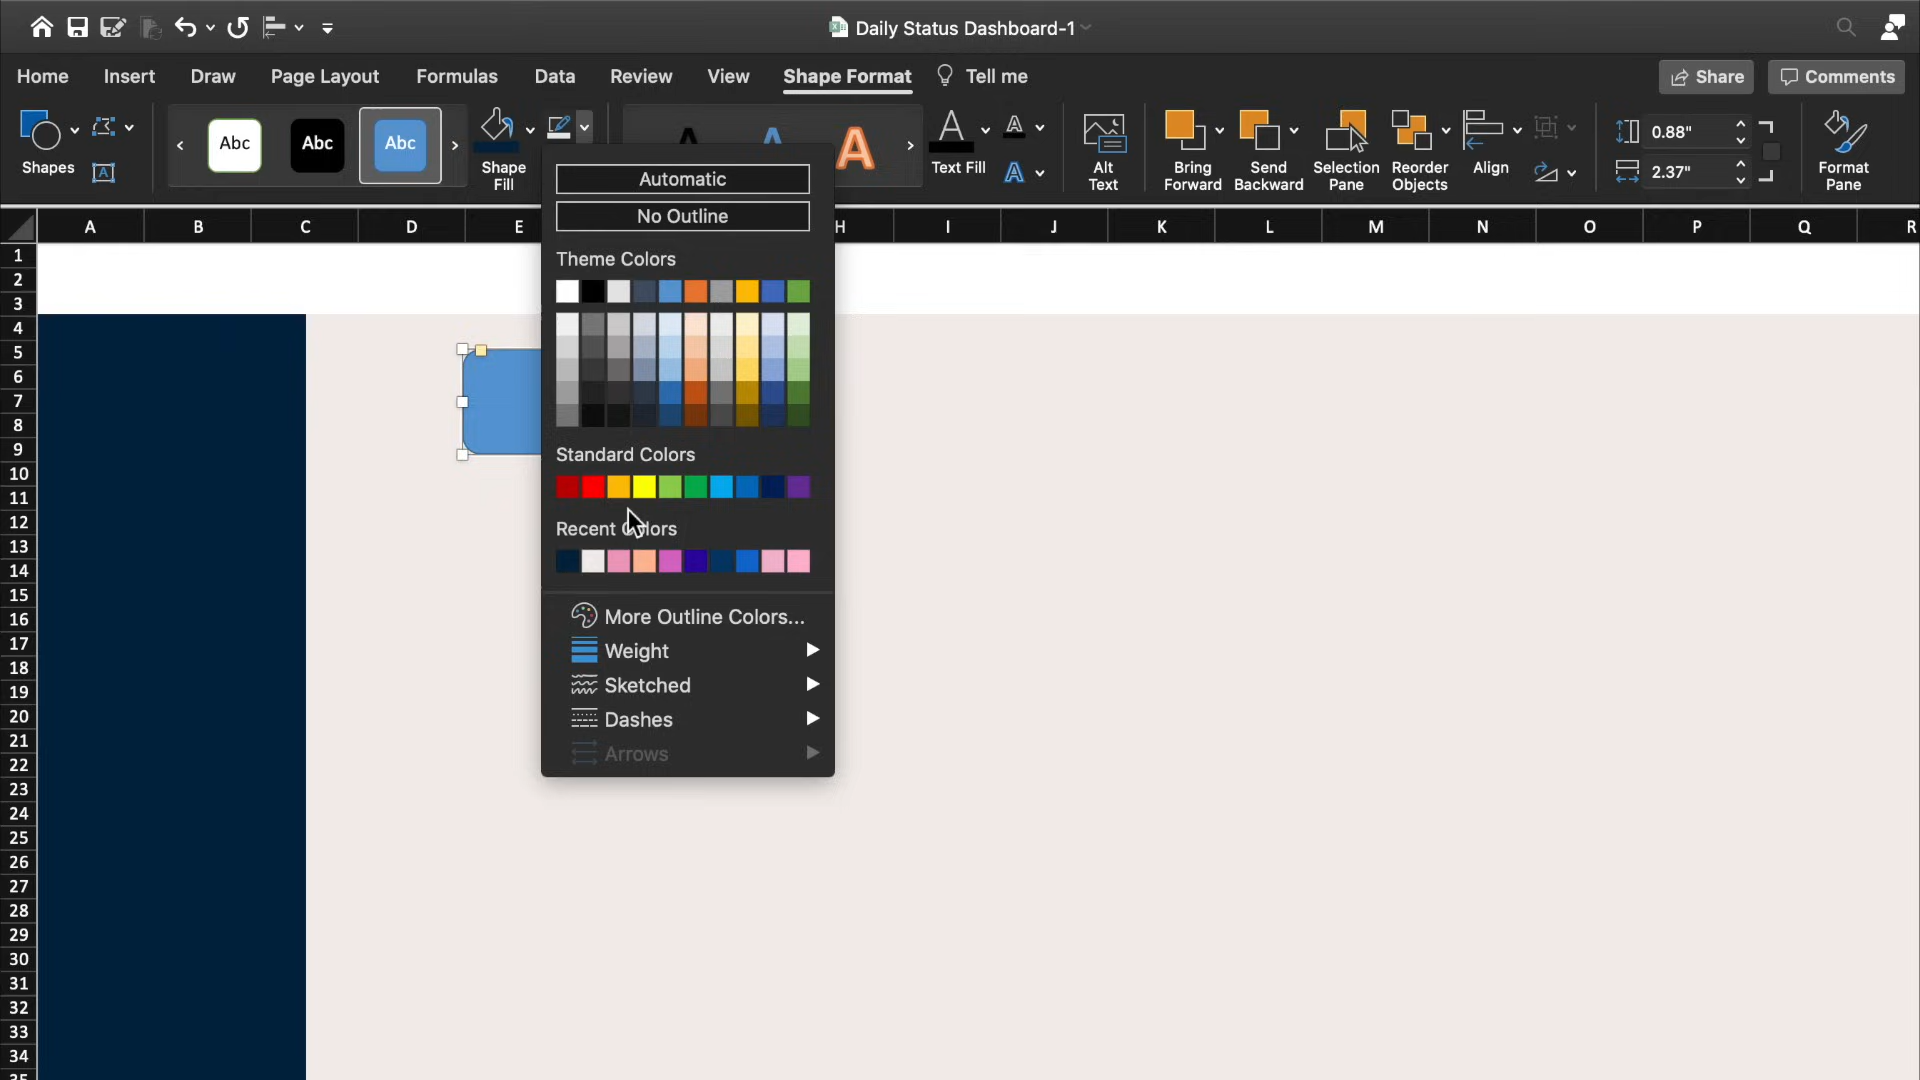 Daily Status Dashboard-1
Home Insert Draw Page Layout Formulas Data Review View Shape Format Tell me Share Comments
Shapes
Abc Abc Abc
Shape
Fill
A A A
Text Fill
Alt
Text
Bring
Forward
Send
Backward
Selection
Pane
Reorder
Objects
Align
0.88"
2.37"
Format
Pane
Automatic
No Outline
Theme Colors
Standard Colors
More Outline Colors...
Weight
Sketched
Dashes
Arrows
Recent Colors
A B C D E H I J K L M N O P Q R
1
2
3
4
5
6
7
8
9
10
11
12
13
14
15
16
17
18
19
20
21
22
23
24
25
26
27
28
29
30
31
32
33
34
35